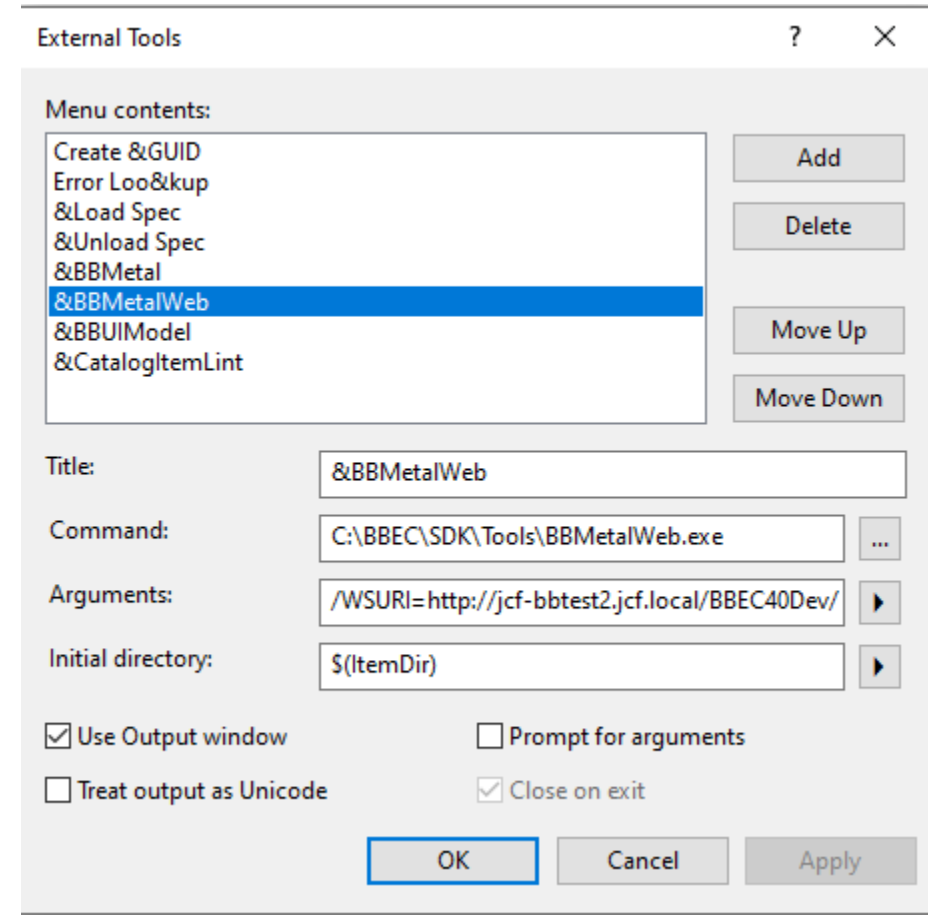 External Tools ? ×
Menu contents:
Create &GUID
Error Loo&kup
&Load Spec
&Unload Spec
&BBMetal
&BBMetalWeb
&BBUIModel
&CatalogItemLint
Add
Delete
Move Up
Move Down
Title: &BBMetalWeb
Command: C:\BBEC\SDK\Tools\BBMetalWeb.exe ...
Arguments: /WSURI=http://jcf-bbtest2.jcf.local/BBEC40Dev/
Initial directory: $(ItemDir)
Use Output window Prompt for arguments
Treat output as Unicode Close on exit
OK Cancel Apply